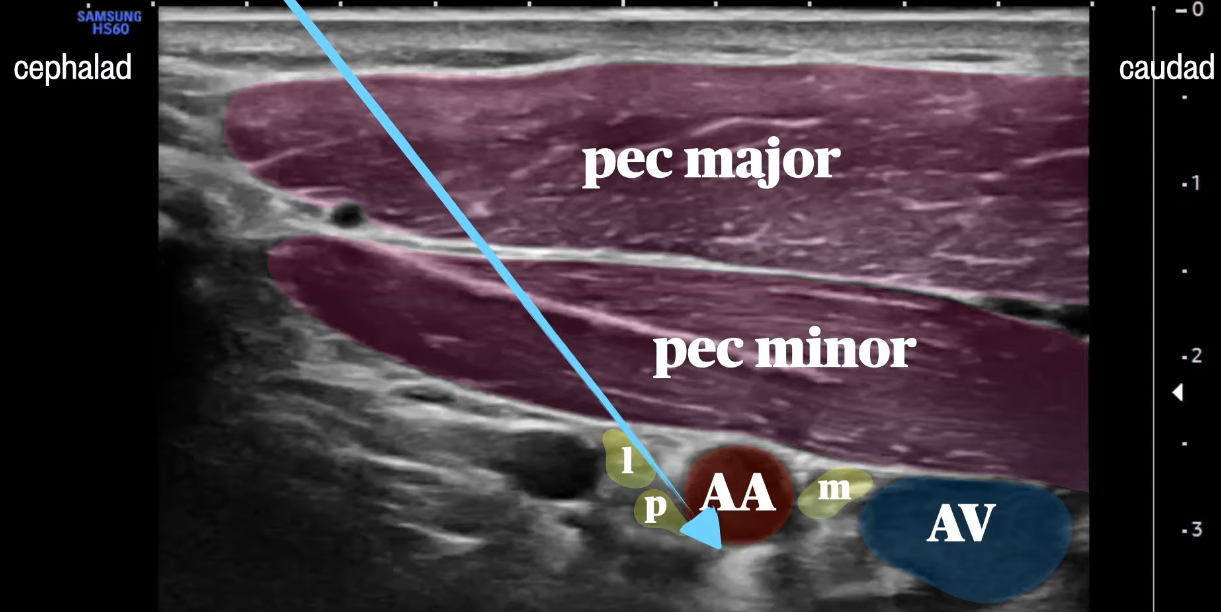 SAMSUNG
HS60
cephalad
caudad
0
pec major
1
pec minor
2
l
p
AA
m
AV
3